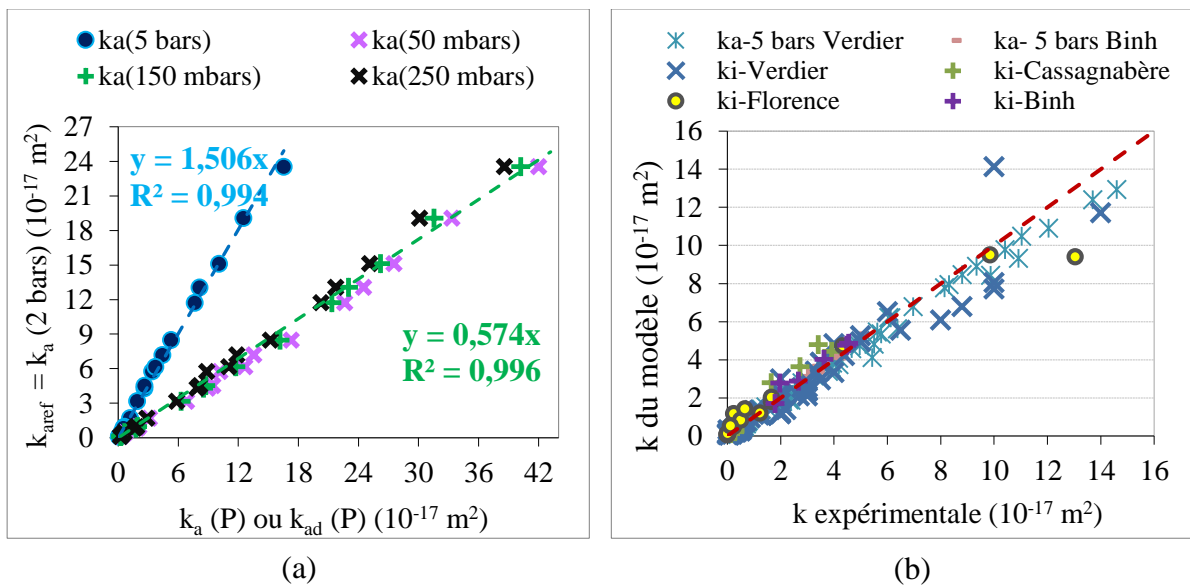 ka(5 bars) ka(50 mbars)
ka(150 mbars) ka(250 mbars)
27
24
21
18
15
12
9
6
3
0
y = 1,506x
R² = 0,994
y = 0,574x
R² = 0,996
0 6 12 18 24 30 36 42
k_aref = k_a (2 bars) (10⁻¹⁷ m²)
k_a (P) ou k_ad (P) (10⁻¹⁷ m²)
(a)
ka-5 bars Verdier ka- 5 bars Binh
ki-Verdier ki-Cassagnabère
ki-Florence ki-Binh
16
14
12
10
8
6
4
2
0
0 2 4 6 8 10 12 14 16
k du modèle (10⁻¹⁷ m²)
k expérimentale (10⁻¹⁷ m²)
(b)